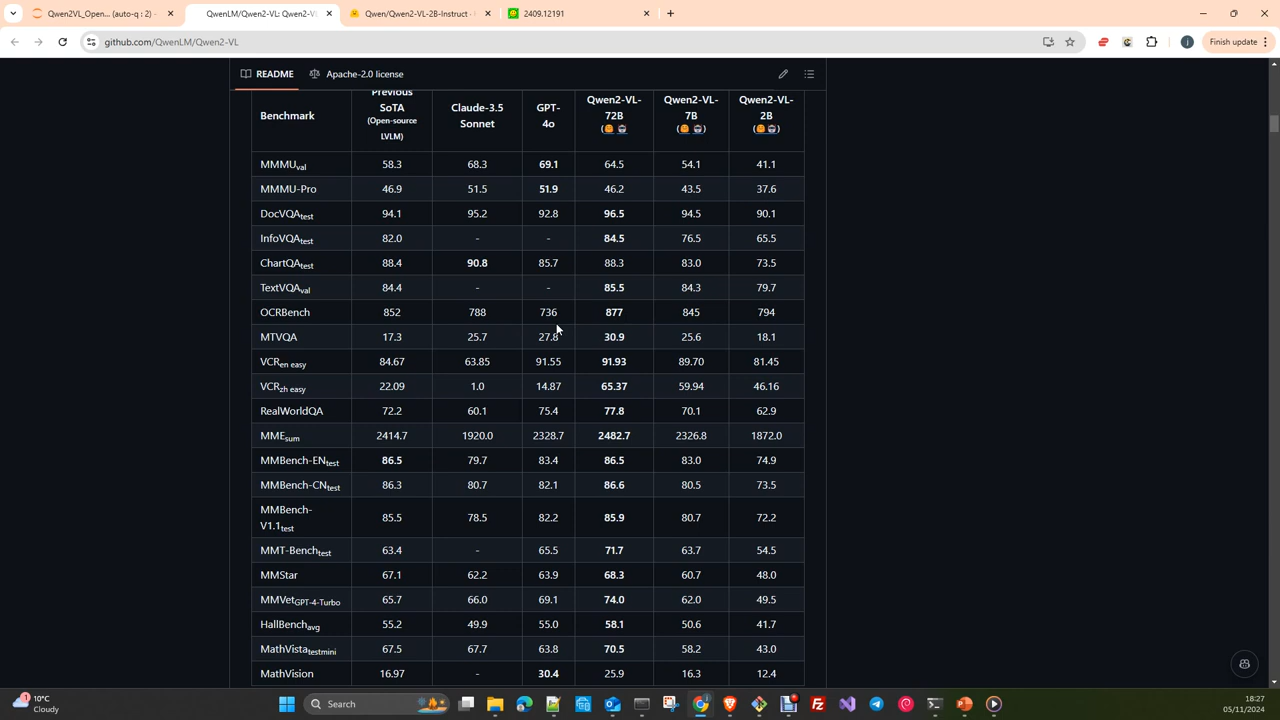 Qwen2VL_Open... (auto-q : 2)
QwenLM/Qwen2-VL: Qwen2-V
Qwen/Qwen2-VL-2B-Instruct ·
2409.12191
github.com/QwenLM/Qwen2-VL
Finish update
README
Apache-2.0 license
Benchmark Previous SoTA (Open-source LVLM) Claude-3.5 Sonnet GPT-4o Qwen2-VL-72B Qwen2-VL-7B Qwen2-VL-2B
MMMUval 58.3 68.3 69.1 64.5 54.1 41.1
MMMU-Pro 46.9 51.5 51.9 46.2 43.5 37.6
DocVQAtest 94.1 95.2 92.8 96.5 94.5 90.1
InfoVQAtest 82.0 - - 84.5 76.5 65.5
ChartQAtest 88.4 90.8 85.7 88.3 83.0 73.5
TextVQAval 84.4 - - 85.5 84.3 79.7
OCRBench 852 788 736 877 845 794
MTVQA 17.3 25.7 27.8 30.9 25.6 18.1
VCRen easy 84.67 63.85 91.55 91.93 89.70 81.45
VCRzh easy 22.09 1.0 14.87 65.37 59.94 46.16
RealWorldQA 72.2 60.1 75.4 77.8 70.1 62.9
MMEsum 2414.7 1920.0 2328.7 2482.7 2326.8 1872.0
MMBench-ENtest 86.5 79.7 83.4 86.5 83.0 74.9
MMBench-CNtest 86.3 80.7 82.1 86.6 80.5 73.5
MMBench-V1.1test 85.5 78.5 82.2 85.9 80.7 72.2
MMT-Benchtest 63.4 - 65.5 71.7 63.7 54.5
MMStar 67.1 62.2 63.9 68.3 60.7 48.0
MMVetGPT-4-Turbo 65.7 66.0 69.1 74.0 62.0 49.5
HallBenchavg 55.2 49.9 55.0 58.1 50.6 41.7
MathVistatestmini 67.5 67.7 63.8 70.5 58.2 43.0
MathVision 16.97 - 30.4 25.9 16.3 12.4
10°C
Cloudy
Search
18:27
05/11/2024